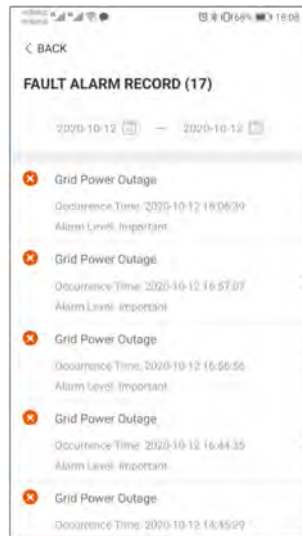 68% 18:08
< BACK
FAULT ALARM RECORD (17)
2020-10-12 — 2020-10-12
Grid Power Outage
Occurrence Time: 2020-10-12 18:06:39
Alarm Level: Important
Grid Power Outage
Occurrence Time: 2020-10-12 16:57:07
Alarm Level: Important
Grid Power Outage
Occurrence Time: 2020-10-12 16:56:56
Alarm Level: Important
Grid Power Outage
Occurrence Time: 2020-10-12 16:44:35
Alarm Level: Important
Grid Power Outage
Occurrence Time: 2020-10-12